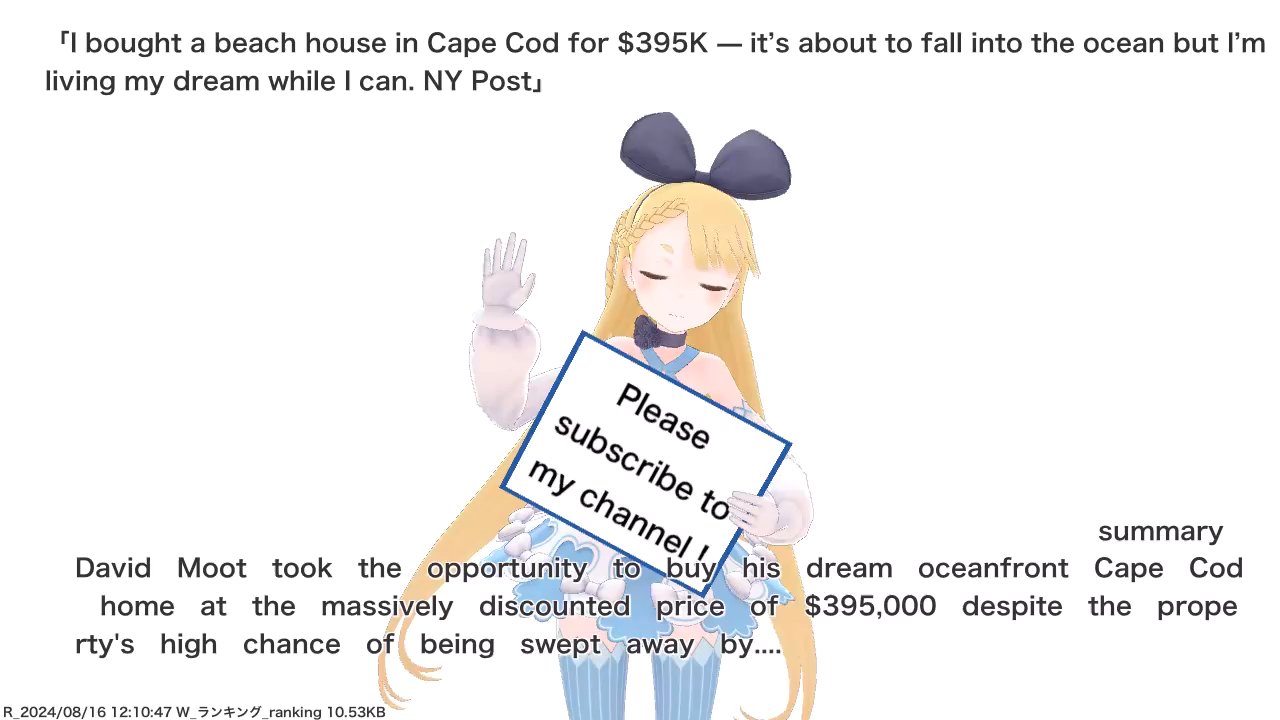 「I bought a beach house in Cape Cod for $395K — it’s about to fall into the ocean but I’m
living my dream while I can. NY Post」
Please
subscribe to
my channel !
summary
David Moot took the opportunity to buy his dream oceanfront Cape Cod
home at the massively discounted price of $395,000 despite the prope
rty's high chance of being swept away by....
R_2024/08/16 12:10:47 W_ランキング_ranking 10.53KB